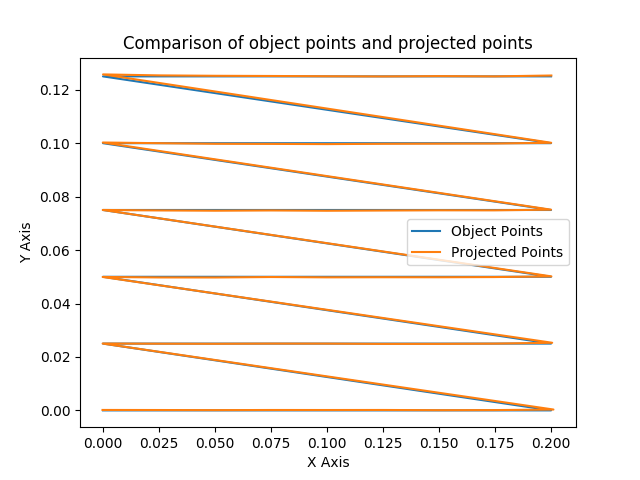 Comparison of object points and projected points
0.12
0.10
0.08
0.06
0.04
0.02
0.00
Y Axis
Object Points
Projected Points
0.000 0.025 0.050 0.075 0.100 0.125 0.150 0.175 0.200
X Axis